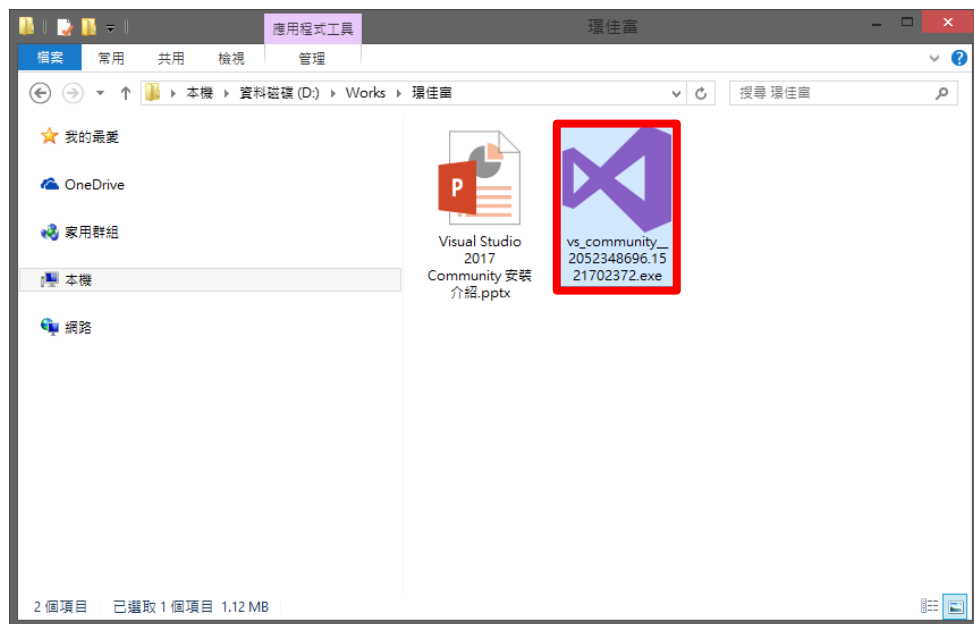 應用程式工具
環佳富
檔案
常用
共用
檢視
管理
本機
資料磁碟 (D:)
Works
環佳富
搜尋 環佳富
我的最愛
OneDrive
家用群組
本機
網路
P
Visual Studio
2017
Community 安裝
介紹.pptx
vs_community__
2052348696.15
21702372.exe
2 個項目
已選取 1 個項目 1.12 MB